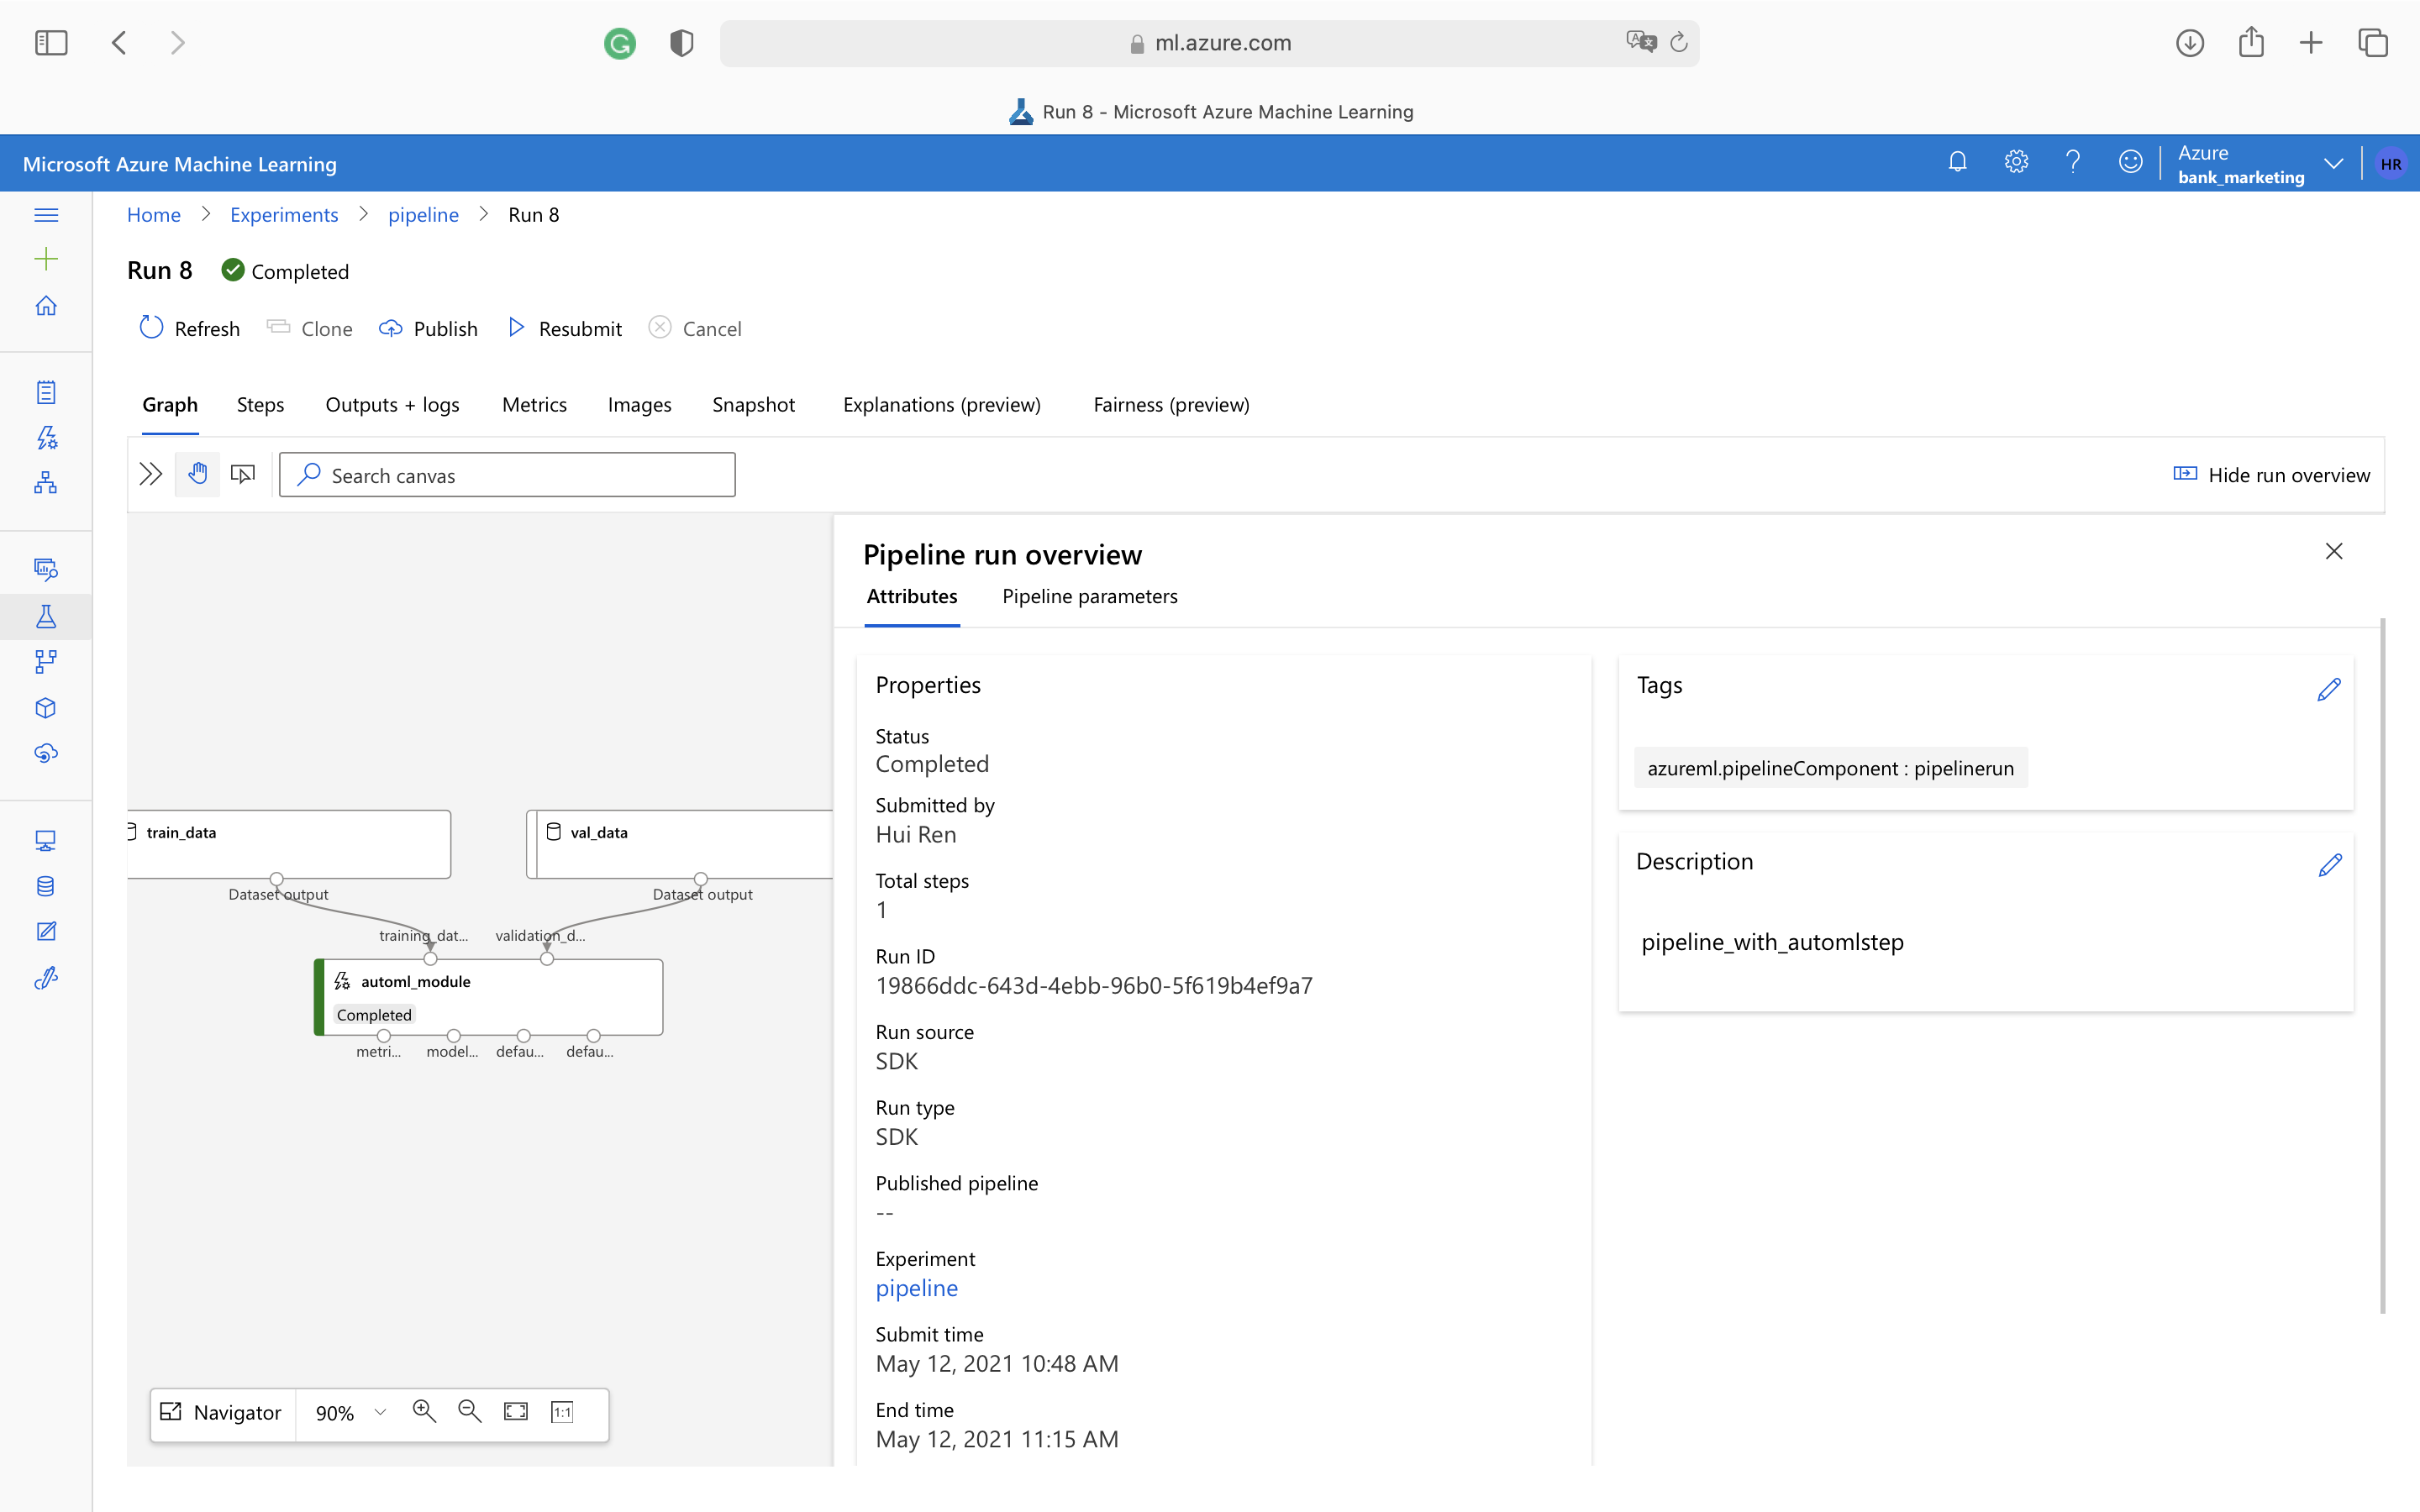 ml.azure.com
Run 8 - Microsoft Azure Machine Learning
Microsoft Azure Machine Learning
Azure
bank_marketing
HR
Home > Experiments > pipeline > Run 8
Run 8 Completed
Refresh Clone Publish Resubmit Cancel
Graph Steps Outputs + logs Metrics Images Snapshot Explanations (preview) Fairness (preview)
Search canvas
Hide run overview
train_data
val_data
Dataset output
Dataset output
training_dat...
validation_d...
automl_module
Completed
metri... model... defau... defau...
Navigator 90% 1:1
Pipeline run overview
Attributes Pipeline parameters
Properties
Status
Completed
Submitted by
Hui Ren
Total steps
1
Run ID
19866ddc-643d-4ebb-96b0-5f619b4ef9a7
Run source
SDK
Run type
SDK
Published pipeline
--
Experiment
pipeline
Submit time
May 12, 2021 10:48 AM
End time
May 12, 2021 11:15 AM
Tags
azureml.pipelineComponent : pipelinerun
Description
pipeline_with_automlstep